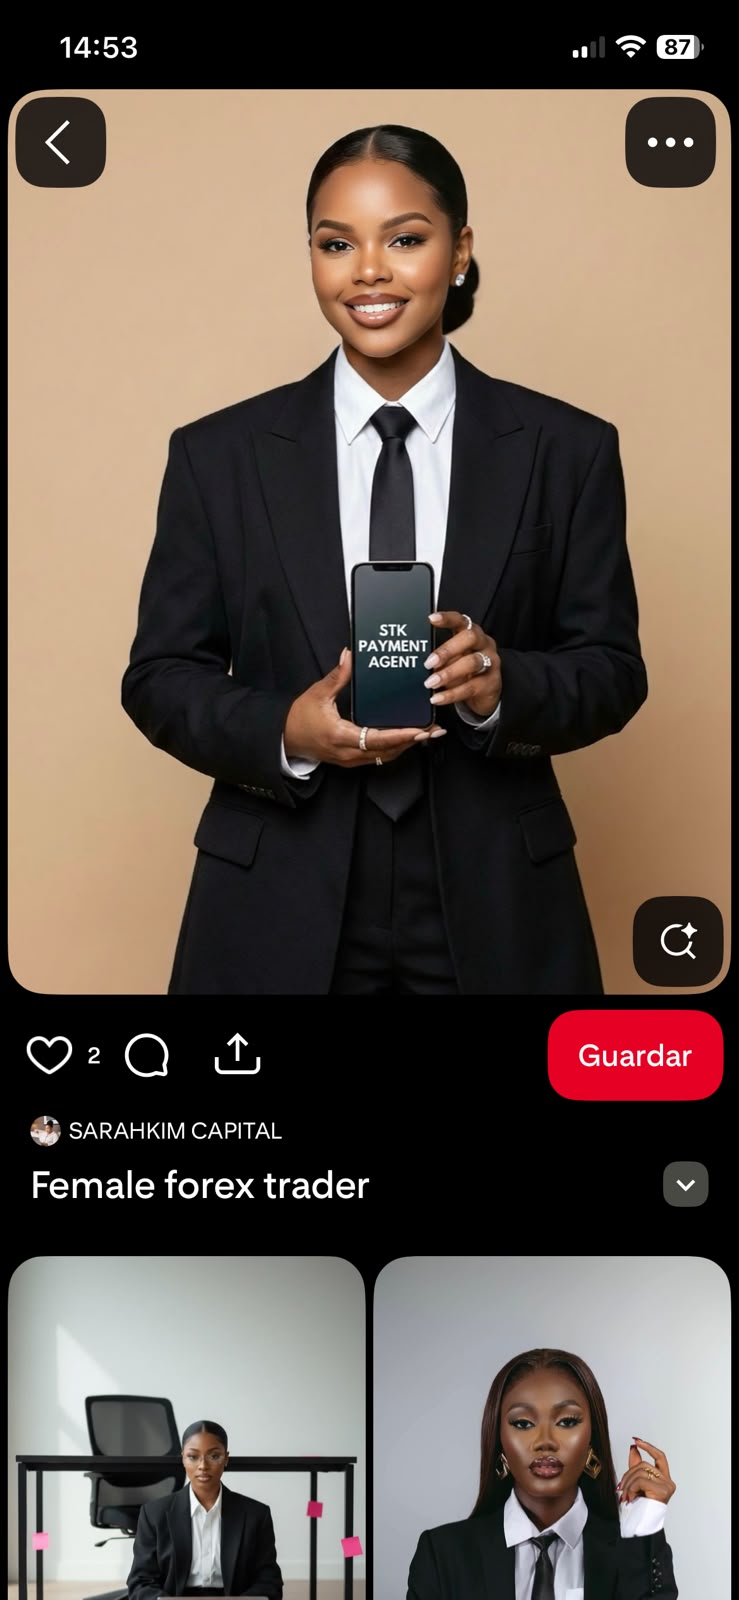 14:53
87
STK
PAYMENT
AGENT
2
Guardar
SARAHKIM CAPITAL
Female forex trader